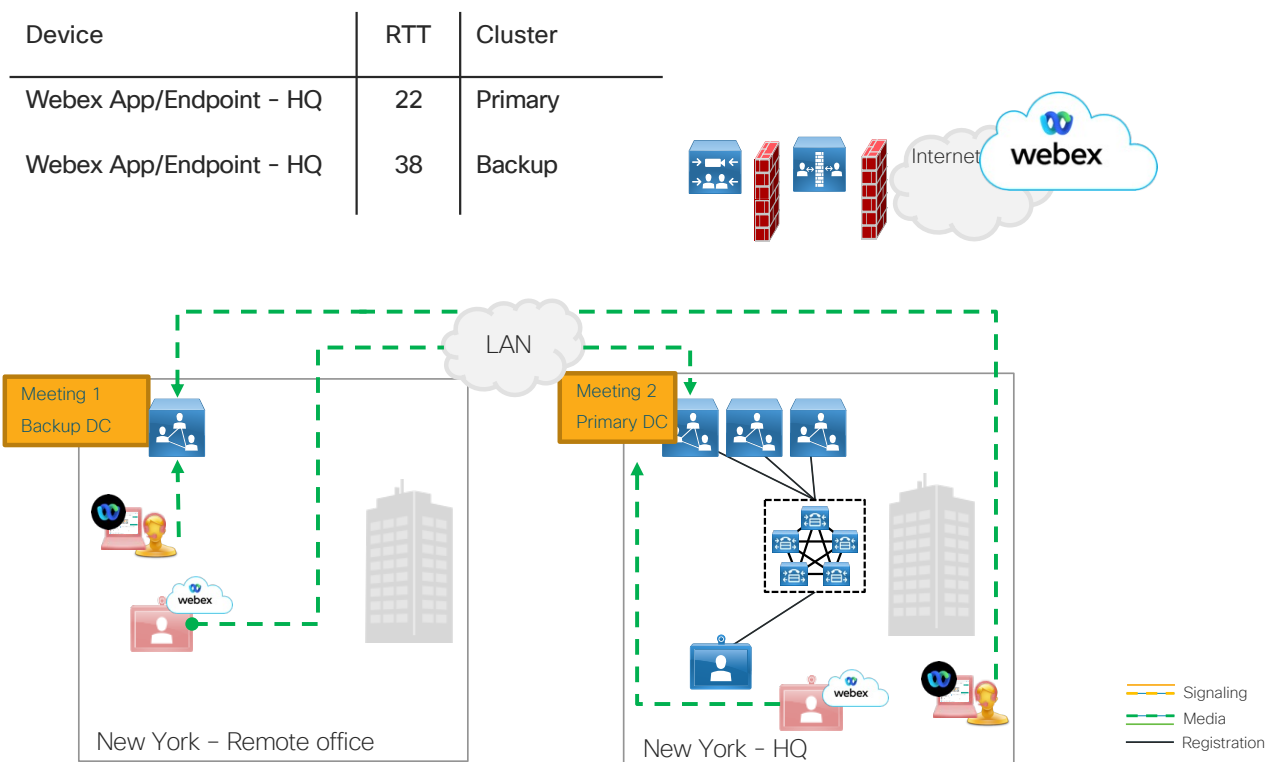 Device RTT Cluster
Webex App/Endpoint - HQ 22 Primary
Webex App/Endpoint - HQ 38 Backup
Internet
webex
LAN
Meeting 1
Backup DC
Meeting 2
Primary DC
webex
webex
New York – Remote office
New York - HQ
Signaling
Media
Registration